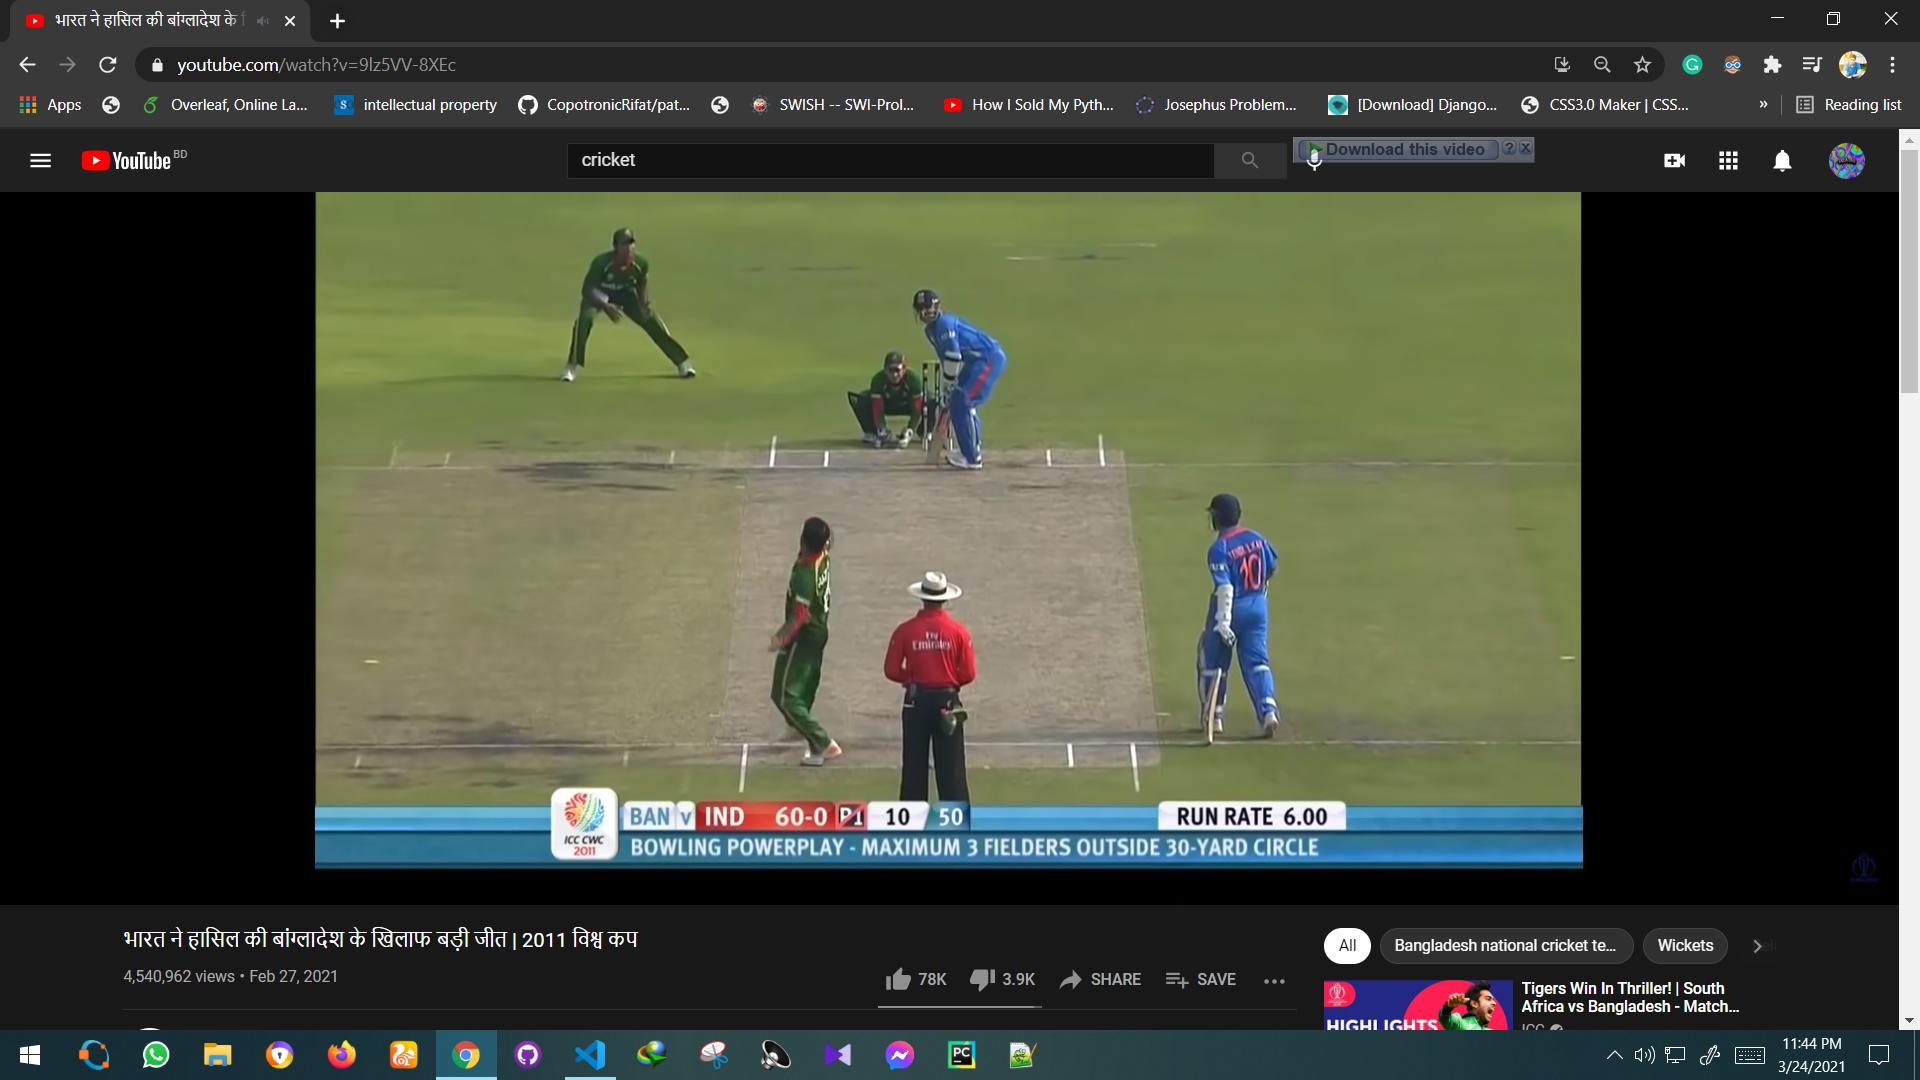 भारत ने हासिल की बांग्लादेश के
youtube.com/watch?v=9lz5VV-8XEc
Apps
Overleaf, Online La...
intellectual property
CopotronicRifat/pat...
SWISH -- SWI-Prol...
How I Sold My Pyth...
Josephus Problem...
[Download] Django...
CSS3.0 Maker | CSS...
»
Reading list
YouTube BD
cricket
Download this video
TENDULKAR
10
Fly
Emirates
ICC CWC
2011
BAN v IND 60-0 P1 10 50
RUN RATE 6.00
BOWLING POWERPLAY - MAXIMUM 3 FIELDERS OUTSIDE 30-YARD CIRCLE
भारत ने हासिल की बांग्लादेश के खिलाफ बड़ी जीत | 2011 विश्व कप
4,540,962 views • Feb 27, 2021
78K
3.9K
SHARE
SAVE
All
Bangladesh national cricket te...
Wickets
HIGHLIGHTS
Tigers Win In Thriller! | South
Africa vs Bangladesh - Match...
ICC
PC
11:44 PM
3/24/2021